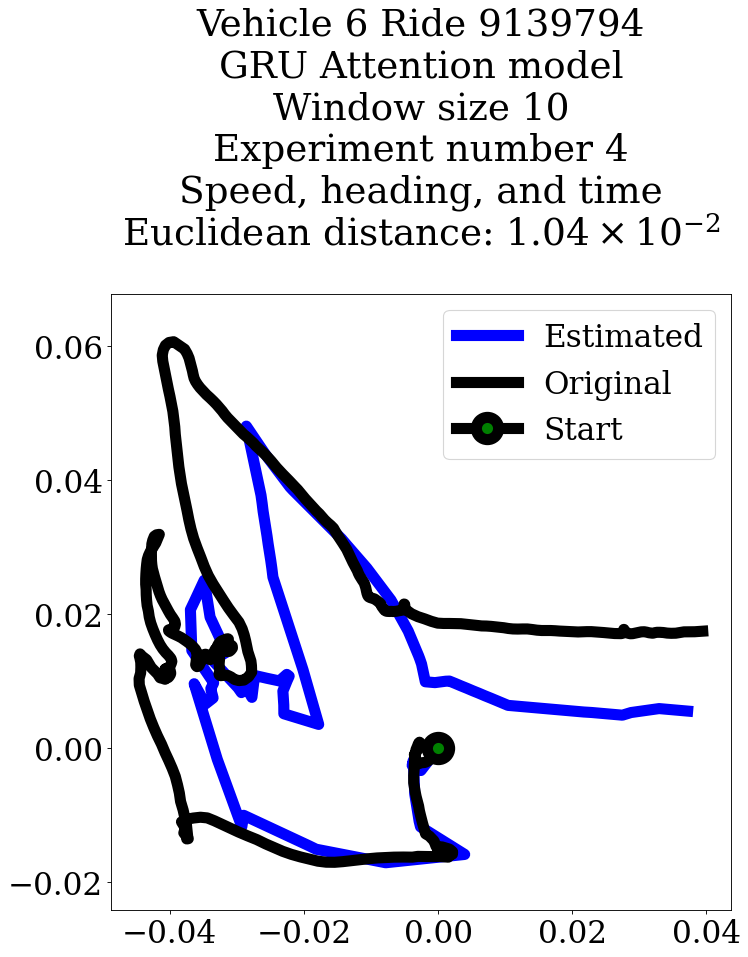 Vehicle 6 Ride 9139794
GRU Attention model
Window size 10
Experiment number 4
Speed, heading, and time
Euclidean distance: 1.04 × 10⁻²
Estimated
Original
Start
0.06
0.04
0.02
0.00
−0.02
−0.04 −0.02 0.00 0.02 0.04